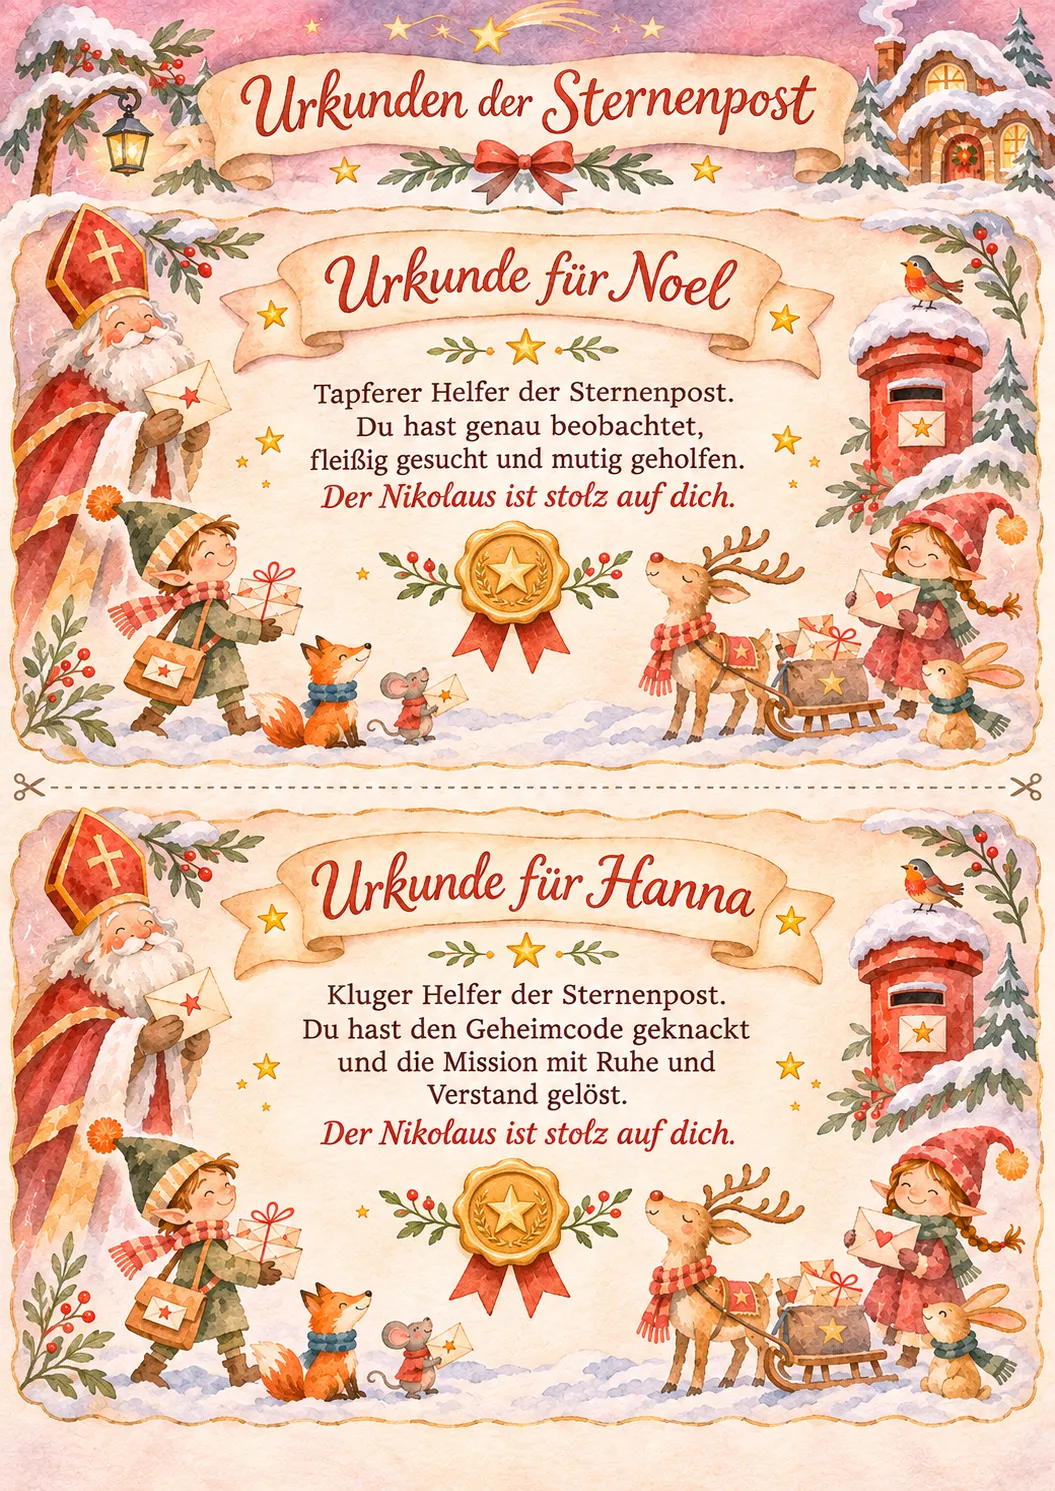 Urkunden der Sternenpost
Urkunde für Noel
Tapferer Helfer der Sternenpost.
Du hast genau beobachtet,
fleißig gesucht und mutig geholfen.
Der Nikolaus ist stolz auf dich.
Urkunde für Hanna
Kluger Helfer der Sternenpost.
Du hast den Geheimcode geknackt
und die Mission mit Ruhe und
Verstand gelöst.
Der Nikolaus ist stolz auf dich.